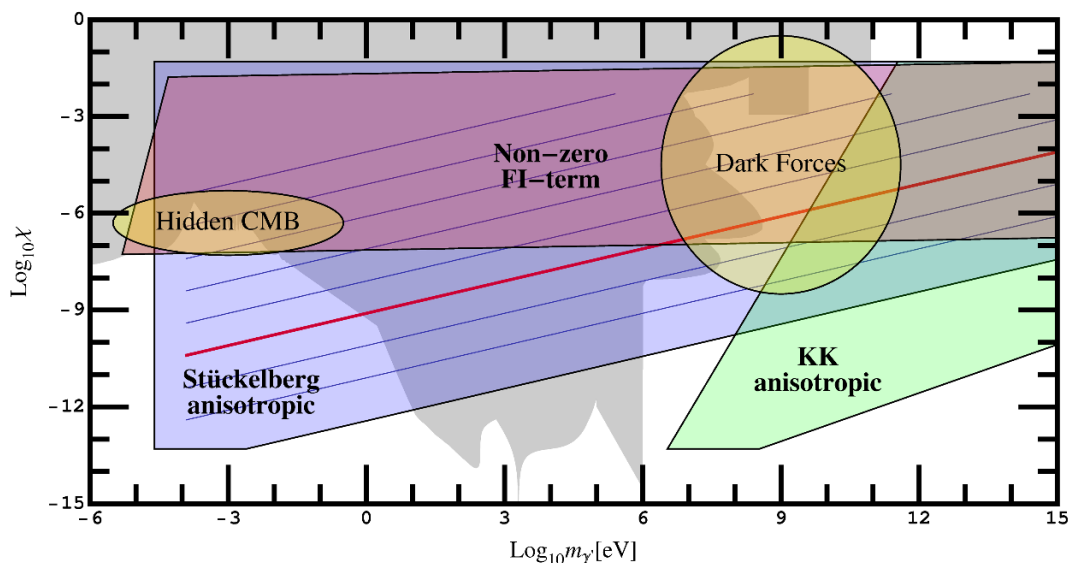 0
−3
−6
−9
−12
−15
Log₁₀χ
Non−zero
FI−term
Dark Forces
Hidden CMB
Stückelberg
anisotropic
KK
anisotropic
−6
−3
0
3
6
9
12
15
Log₁₀mᵧ′[eV]